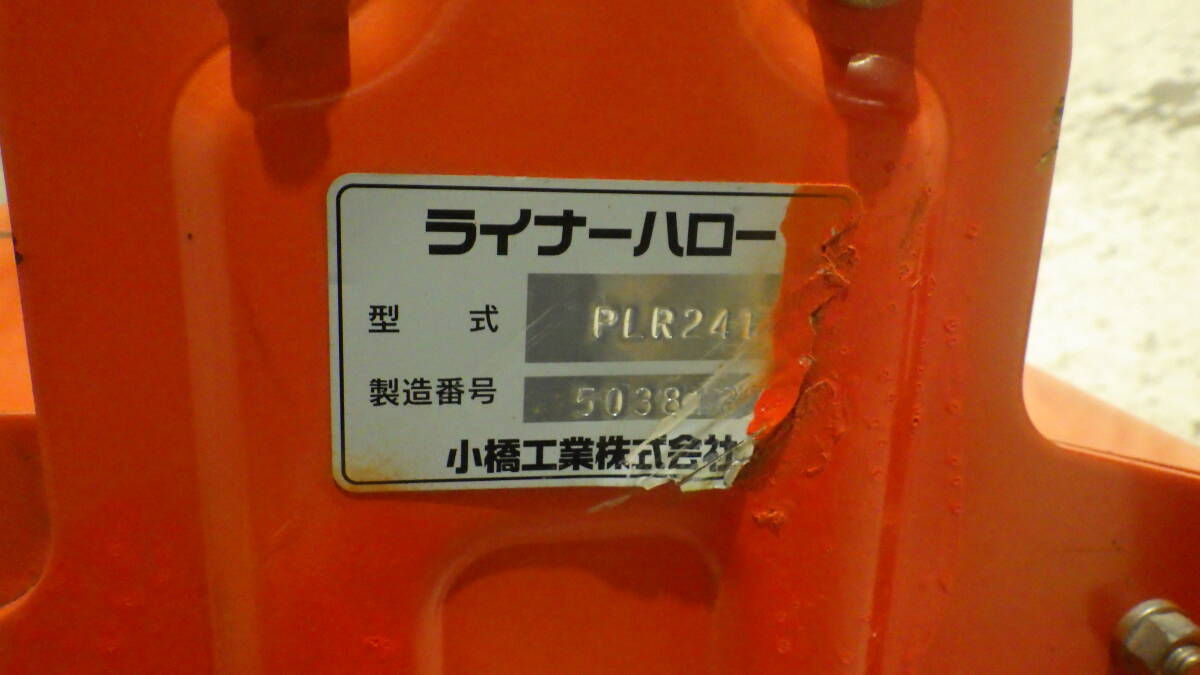 ライナーハロー
型式 PLR241
製造番号
小橋工業株式会社